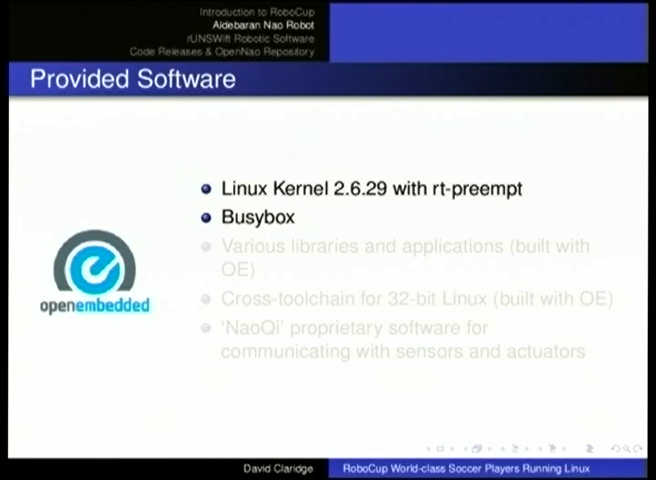 Introduction to RoboCup
Aldebaran Nao Robot
rUNSWift Robotic Software
Code Releases & OpenNao Repository
Provided Software
Linux Kernel 2.6.29 with rt-preempt
Busybox
Various libraries and applications (built with
OE)
Cross-toolchain for 32-bit Linux (built with OE)
'NaoQi' proprietary software for
communicating with sensors and actuators
openembedded
David Claridge
RoboCup World-class Soccer Players Running Linux